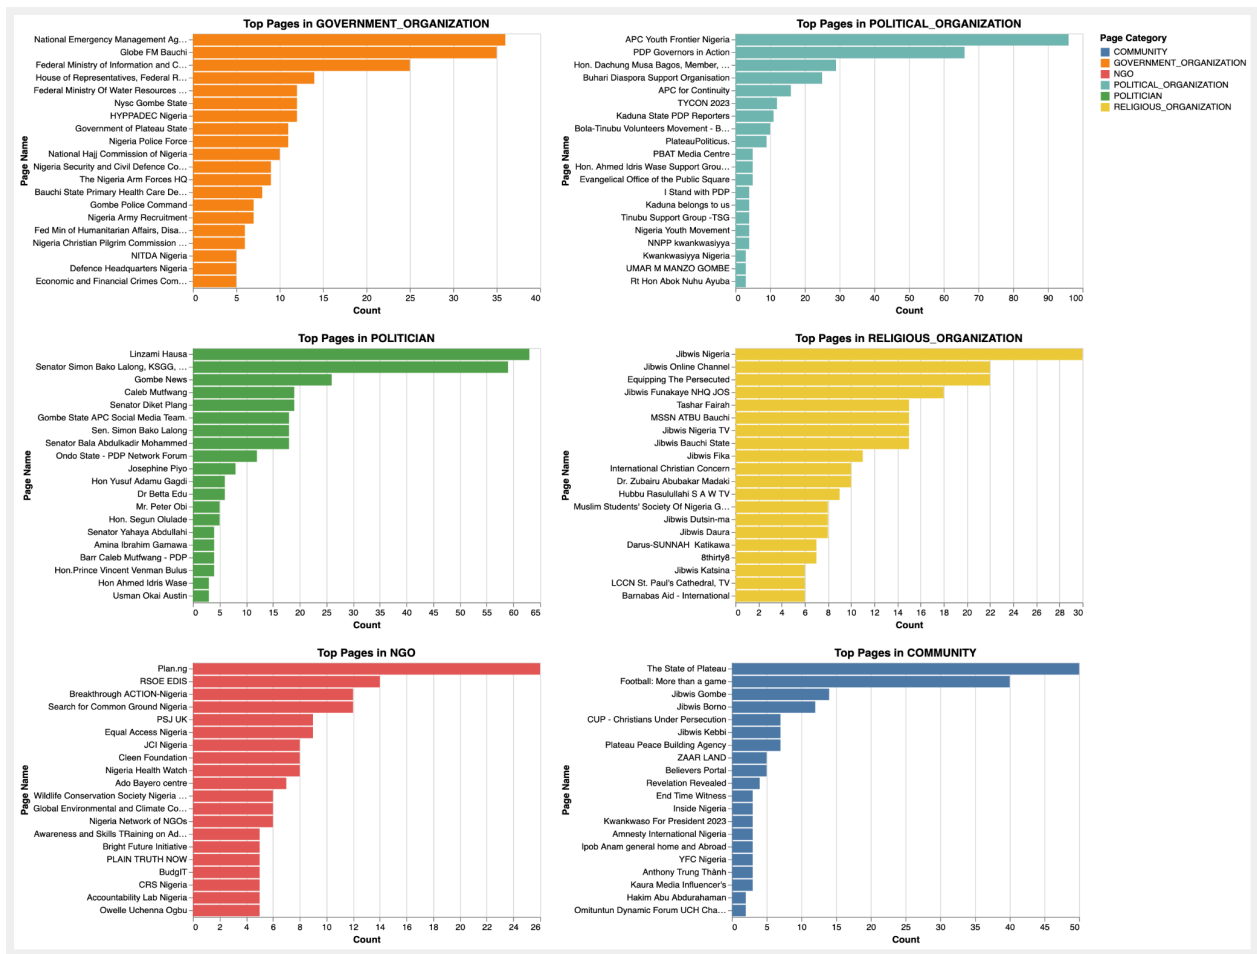 Top Pages in GOVERNMENT_ORGANIZATION
Page Name
National Emergency Management Ag...
Globe FM Bauchi
Federal Ministry of Information and C...
House of Representatives, Federal R...
Federal Ministry Of Water Resources ...
Nysc Gombe State
HYPPADEC Nigeria
Government of Plateau State
Nigeria Police Force
National Hajj Commission of Nigeria
Nigeria Security and Civil Defence Co...
The Nigeria Arm Forces HQ
Bauchi State Primary Health Care De...
Gombe Police Command
Nigeria Army Recruitment
Fed Min of Humanitarian Affairs, Disa...
Nigeria Christian Pilgrim Commission ...
NITDA Nigeria
Defence Headquarters Nigeria
Economic and Financial Crimes Com...
0 5 10 15 20 25 30 35 40
Count
Top Pages in POLITICAL_ORGANIZATION
Page Name
APC Youth Frontier Nigeria
PDP Governors in Action
Hon. Dachung Musa Bagos, Member, ...
Buhari Diaspora Support Organisation
APC for Continuity
TYCON 2023
Kaduna State PDP Reporters
Bola-Tinubu Volunteers Movement - B...
PlateauPoliticus.
PBAT Media Centre
Hon. Ahmed Idris Wase Support Grou...
Evangelical Office of the Public Square
I Stand with PDP
Kaduna belongs to us
Tinubu Support Group -TSG
Nigeria Youth Movement
NNPP kwankwasiyya
Kwankwasiyya Nigeria
UMAR M MANZO GOMBE
Rt Hon Abok Nuhu Ayuba
0 10 20 30 40 50 60 70 80 90 100
Count
Page Category
COMMUNITY
GOVERNMENT_ORGANIZATION
NGO
POLITICAL_ORGANIZATION
POLITICIAN
RELIGIOUS_ORGANIZATION
Top Pages in POLITICIAN
Page Name
Linzami Hausa
Senator Simon Bako Lalong, KSGG, ...
Gombe News
Caleb Mutfwang
Senator Diket Plang
Gombe State APC Social Media Team.
Sen. Simon Bako Lalong
Senator Bala Abdulkadir Mohammed
Ondo State - PDP Network Forum
Josephine Piyo
Hon Yusuf Adamu Gagdi
Dr Betta Edu
Mr. Peter Obi
Hon. Segun Olulade
Senator Yahaya Abdullahi
Amina Ibrahim Gamawa
Barr Caleb Mutfwang - PDP
Hon.Prince Vincent Venman Bulus
Hon Ahmed Idris Wase
Usman Okai Austin
0 5 10 15 20 25 30 35 40 45 50 55 60 65
Count
Top Pages in RELIGIOUS_ORGANIZATION
Page Name
Jibwis Nigeria
Jibwis Online Channel
Equipping The Persecuted
Jibwis Funakaye NHQ JOS
Tashar Fairah
MSSN ATBU Bauchi
Jibwis Nigeria TV
Jibwis Bauchi State
Jibwis Fika
International Christian Concern
Dr. Zubairu Abubakar Madaki
Hubbu Rasulullahi S A W TV
Muslim Students' Society Of Nigeria G...
Jibwis Dutsin-ma
Jibwis Daura
Darus-SUNNAH Katikawa
8thirty8
Jibwis Katsina
LCCN St. Paul's Cathedral, TV
Barnabas Aid - International
0 2 4 6 8 10 12 14 16 18 20 22 24 26 28 30
Count
Top Pages in NGO
Page Name
Plan.ng
RSOE EDIS
Breakthrough ACTION-Nigeria
Search for Common Ground Nigeria
PSJ UK
Equal Access Nigeria
JCI Nigeria
Cleen Foundation
Nigeria Health Watch
Ado Bayero centre
Wildlife Conservation Society Nigeria ...
Global Environmental and Climate Co...
Nigeria Network of NGOs
Awareness and Skills TRaining on Ad...
Bright Future Initiative
PLAIN TRUTH NOW
BudgIT
CRS Nigeria
Accountability Lab Nigeria
Owelle Uchenna Ogbu
0 2 4 6 8 10 12 14 16 18 20 22 24 26
Count
Top Pages in COMMUNITY
Page Name
The State of Plateau
Football: More than a game
Jibwis Gombe
Jibwis Borno
CUP - Christians Under Persecution
Jibwis Kebbi
Plateau Peace Building Agency
ZAAR LAND
Believers Portal
Revelation Revealed
End Time Witness
Inside Nigeria
Kwankwaso For President 2023
Amnesty International Nigeria
Ipob Anam general home and Abroad
YFC Nigeria
Anthony Trung Thành
Kaura Media Influencer's
Hakim Abu Abdurahaman
Omituntun Dynamic Forum UCH Cha...
0 5 10 15 20 25 30 35 40 45 50
Count